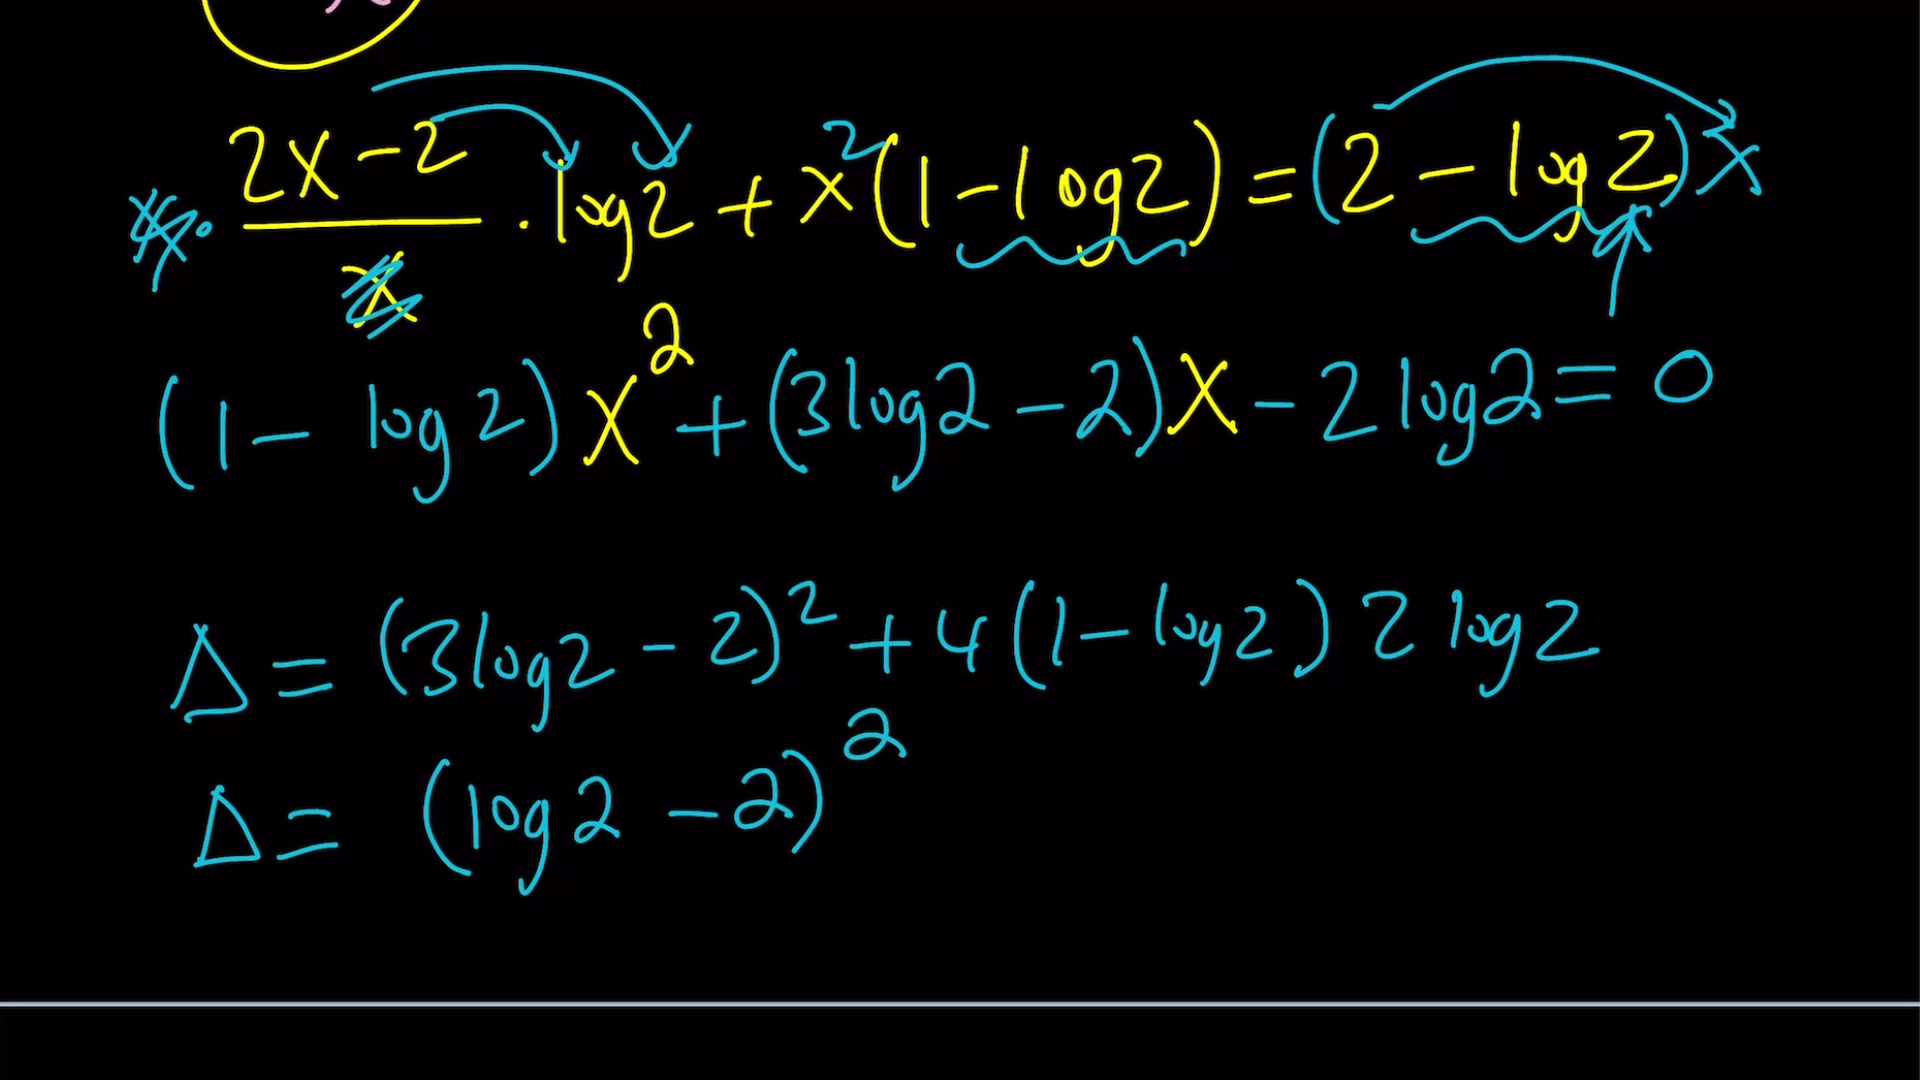 x · (2x-2)/x · log2 + x²(1-log2) = (2-log2)x
(1-log2)x² + (3log2-2)x - 2log2 = 0
Δ = (3log2-2)² + 4(1-log2)2log2
Δ = (log2-2)²